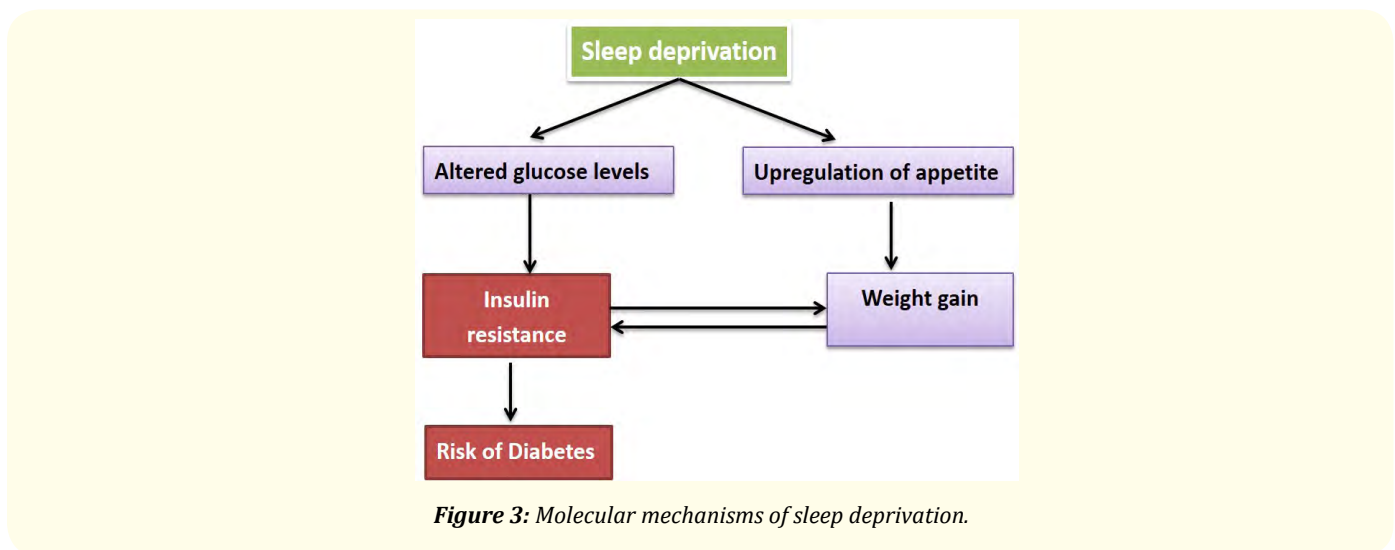 Sleep deprivation
Altered glucose levels
Upregulation of appetite
Insulin
resistance
Weight gain
Risk of Diabetes
Figure 3: Molecular mechanisms of sleep deprivation.